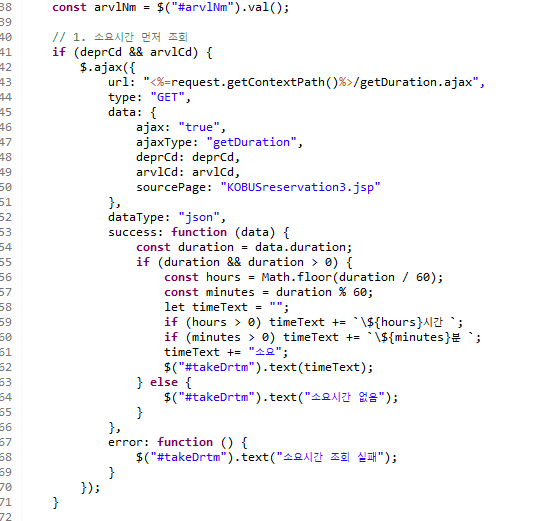 38 const arvlNm = $("#arvlNm").val();
39
40 // 1. 소요시간 먼저 조회
41 if (deprCd && arvlCd) {
42 $.ajax({
43 url: "<%=request.getContextPath()%>/getDuration.ajax",
44 type: "GET",
45 data: {
46 ajax: "true",
47 ajaxType: "getDuration",
48 deprCd: deprCd,
49 arvlCd: arvlCd,
50 sourcePage: "KOBUSreservation3.jsp"
51 },
52 dataType: "json",
53 success: function (data) {
54 const duration = data.duration;
55 if (duration && duration > 0) {
56 const hours = Math.floor(duration / 60);
57 const minutes = duration % 60;
58 let timeText = "";
59 if (hours > 0) timeText += `\${hours}시간 `;
60 if (minutes > 0) timeText += `\${minutes}분 `;
61 timeText += "소요";
62 $("#takeDrtm").text(timeText);
63 } else {
64 $("#takeDrtm").text("소요시간 없음");
65 }
66 },
67 error: function () {
68 $("#takeDrtm").text("소요시간 조회 실패");
69 }
70 });
71 }
72